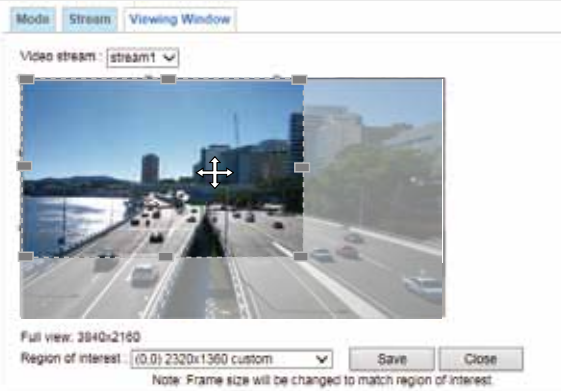 Mode Stream Viewing Window
Video stream : stream1
Full view: 3840x2160
Region of interest : (0.0) 2320x1360 custom Save Close
Note: Frame size will be changed to match region of interest.